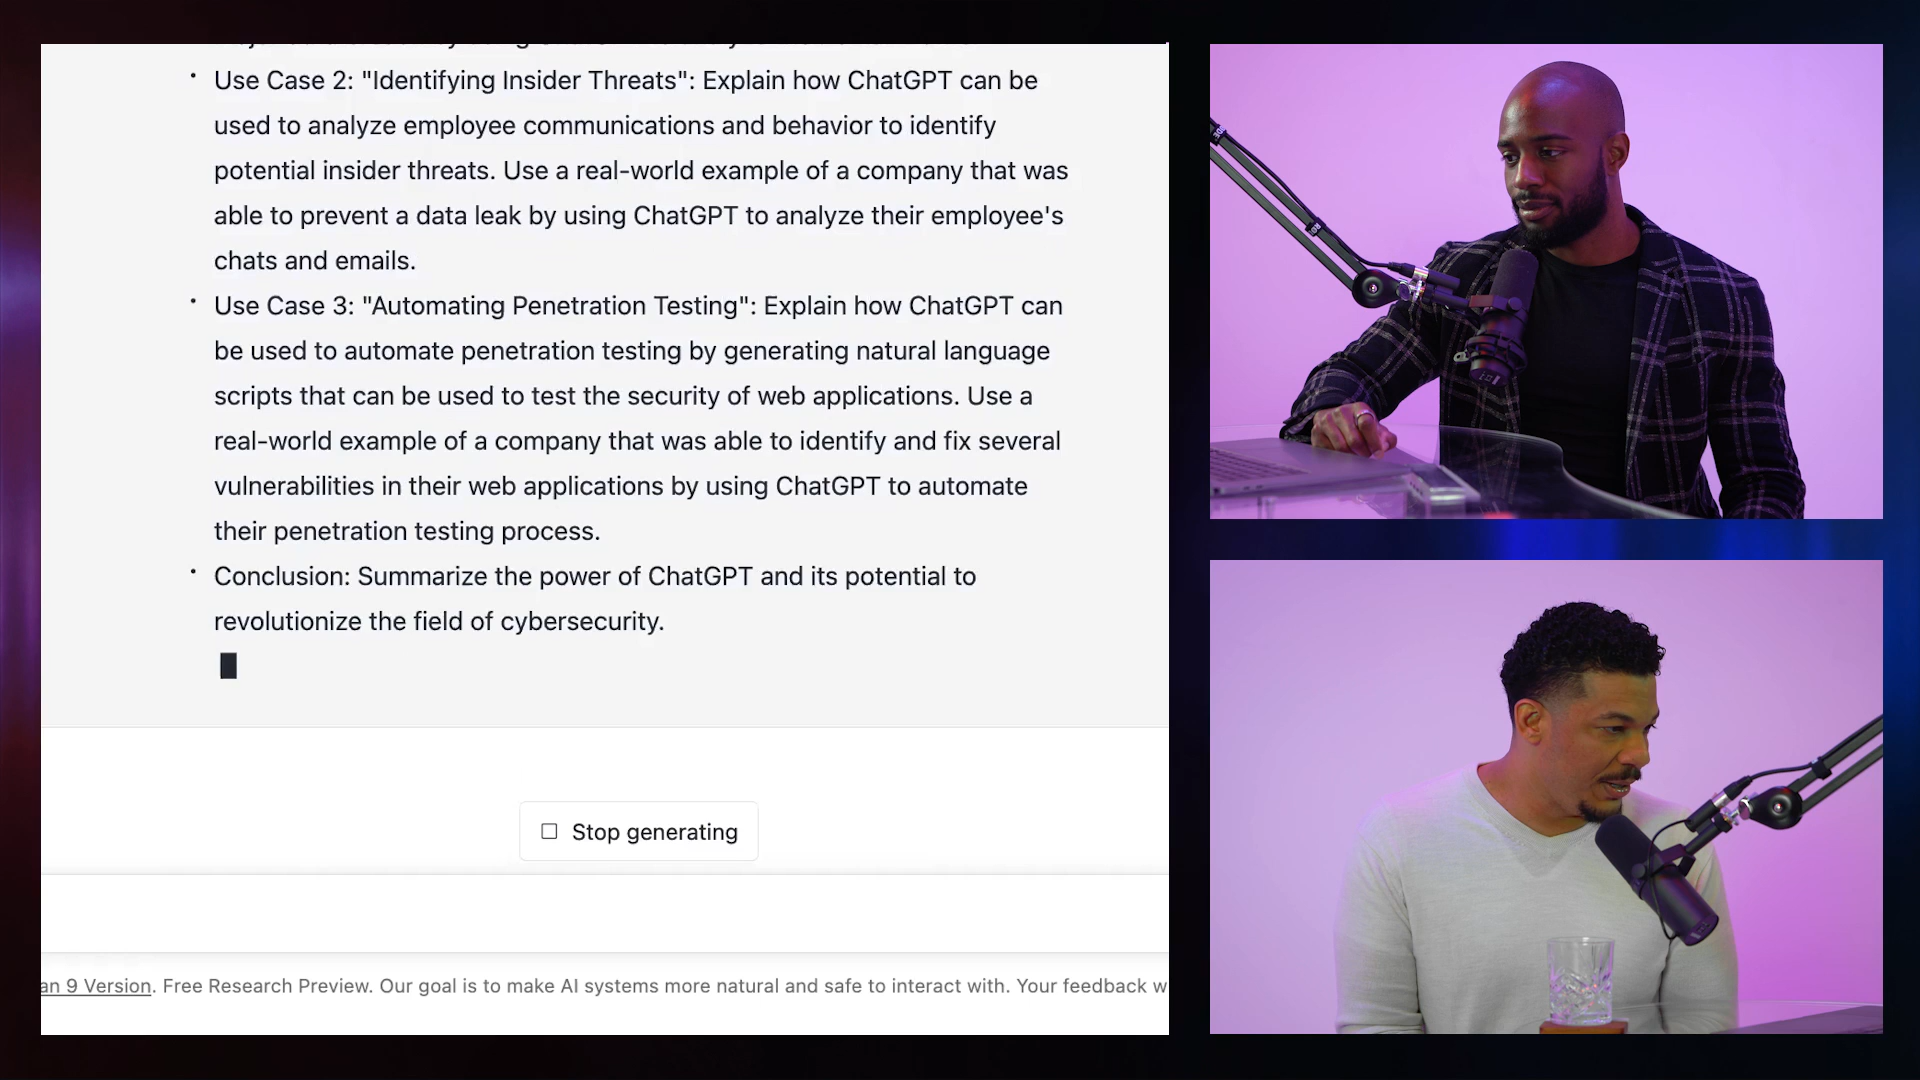 Use Case 2: "Identifying Insider Threats": Explain how ChatGPT can be
used to analyze employee communications and behavior to identify
potential insider threats. Use a real-world example of a company that was
able to prevent a data leak by using ChatGPT to analyze their employee's
chats and emails.
Use Case 3: "Automating Penetration Testing": Explain how ChatGPT can
be used to automate penetration testing by generating natural language
scripts that can be used to test the security of web applications. Use a
real-world example of a company that was able to identify and fix several
vulnerabilities in their web applications by using ChatGPT to automate
their penetration testing process.
Conclusion: Summarize the power of ChatGPT and its potential to
revolutionize the field of cybersecurity.
Stop generating
an 9 Version. Free Research Preview. Our goal is to make AI systems more natural and safe to interact with. Your feedback w